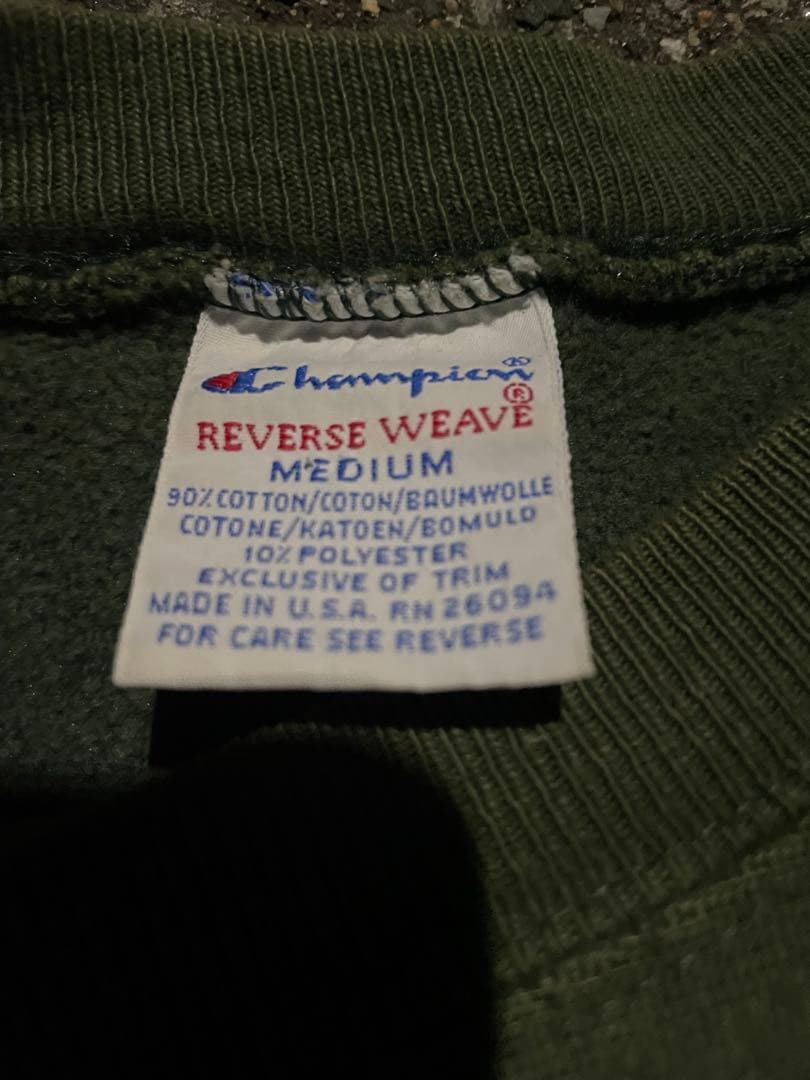 Champion®
REVERSE WEAVE®
MEDIUM
90% COTTON/COTON/BAUMWOLLE
COTONE/KATOEN/BOMULD
10% POLYESTER
EXCLUSIVE OF TRIM
MADE IN U.S.A. RN 26094
FOR CARE SEE REVERSE